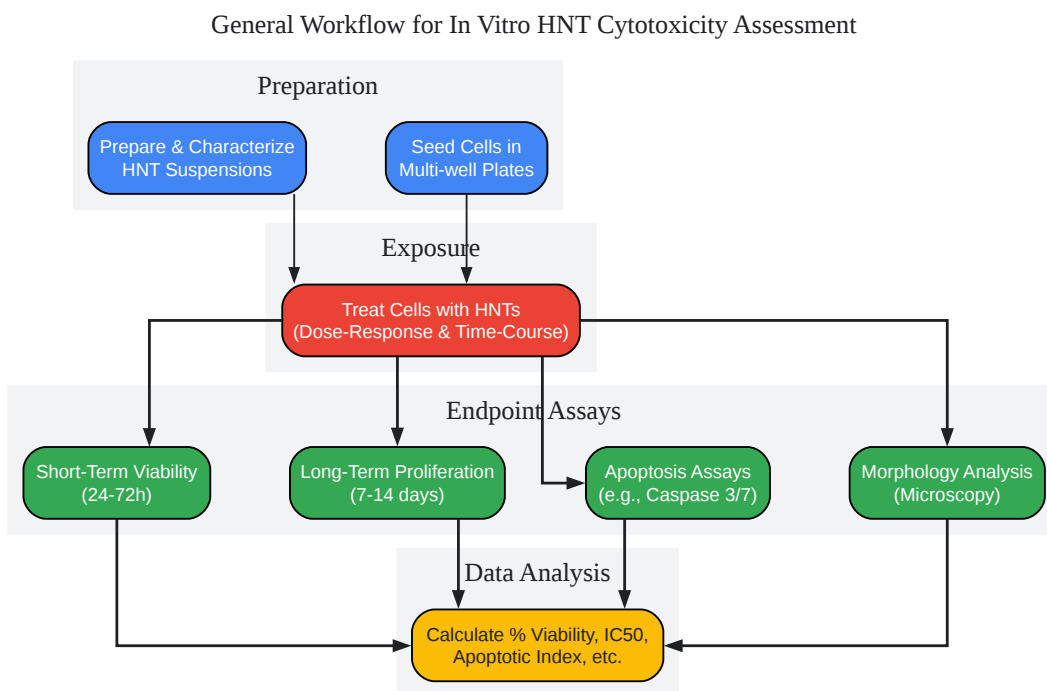 General Workflow for In Vitro HNT Cytotoxicity Assessment
Preparation
Prepare & Characterize
HNT Suspensions
Seed Cells in
Multi-well Plates
Exposure
Treat Cells with HNTs
(Dose-Response & Time-Course)
Endpoint Assays
Short-Term Viability
(24-72h)
Long-Term Proliferation
(7-14 days)
Apoptosis Assays
(e.g., Caspase 3/7)
Morphology Analysis
(Microscopy)
Data Analysis
Calculate % Viability, IC50,
Apoptotic Index, etc.